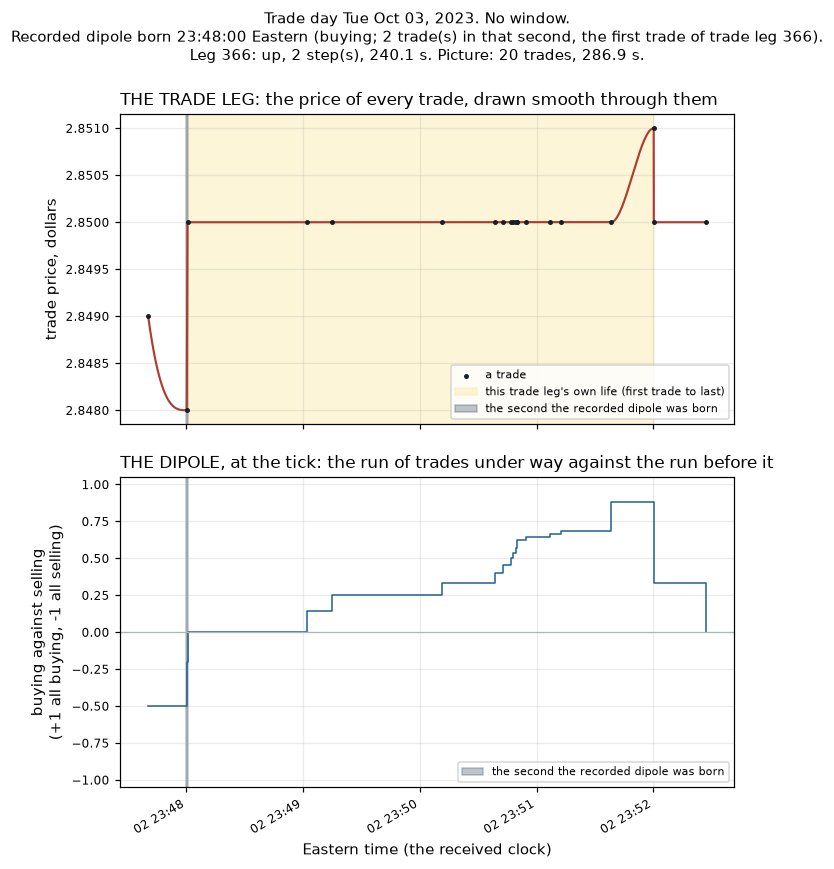 Trade day Tue Oct 03, 2023. No window.
Recorded dipole born 23:48:00 Eastern (buying; 2 trade(s) in that second, the first trade of trade leg 366).
Leg 366: up, 2 step(s), 240.1 s. Picture: 20 trades, 286.9 s.
THE TRADE LEG: the price of every trade, drawn smooth through them
trade price, dollars
2.8510
2.8505
2.8500
2.8495
2.8490
2.8485
2.8480
a trade
this trade leg's own life (first trade to last)
the second the recorded dipole was born
THE DIPOLE, at the tick: the run of trades under way against the run before it
buying against selling
(+1 all buying, -1 all selling)
1.00
0.75
0.50
0.25
0.00
−0.25
−0.50
−0.75
−1.00
the second the recorded dipole was born
02 23:48
02 23:49
02 23:50
02 23:51
02 23:52
Eastern time (the received clock)